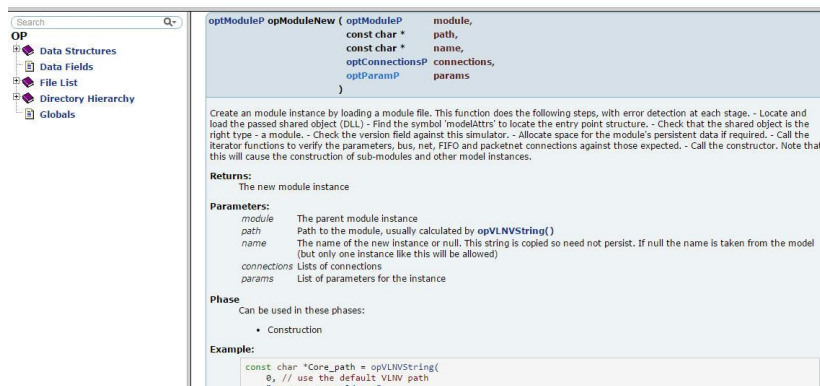 Search
OP
Data Structures
Data Fields
File List
Directory Hierarchy
Globals
optModuleP opModuleNew ( optModuleP module,
const char * path,
const char * name,
optConnectionsP connections,
optParamP params
)
Create an module instance by loading a module file. This function does the following steps, with error detection at each stage. - Locate and
load the passed shared object (DLL) - Find the symbol 'modelAttrs' to locate the entry point structure. - Check that the shared object is the
right type - a module. - Check the version field against this simulator. - Allocate space for the module's persistent data if required. - Call the
iterator functions to verify the parameters, bus, net, FIFO and packetnet connections against those expected. - Call the constructor. Note that
this will cause the construction of sub-modules and other model instances.
Returns:
The new module instance
Parameters:
module The parent module instance
path Path to the module, usually calculated by opVLNVString()
name The name of the new instance or null. This string is copied so need not persist. If null the name is taken from the model
(but only one instance like this will be allowed)
connections Lists of connections
params List of parameters for the instance
Phase
Can be used in these phases:
• Construction
Example:
const char *Core_path = opVLNVString(
0, // use the default VLNV path